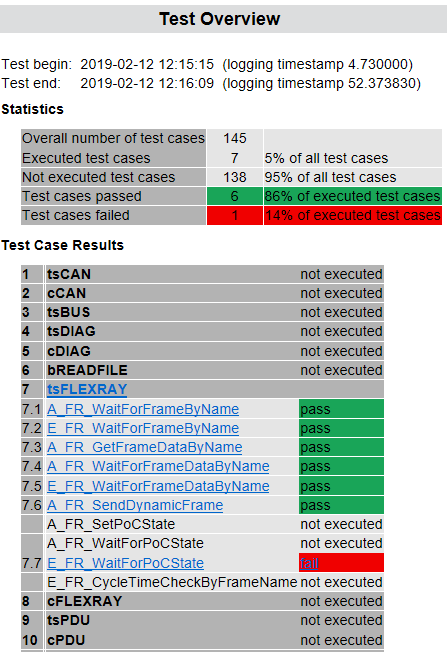 Test Overview
Test begin: 2019-02-12 12:15:15 (logging timestamp 4.730000)
Test end: 2019-02-12 12:16:09 (logging timestamp 52.373830)
Statistics
Overall number of test cases 145
Executed test cases 7 5% of all test cases
Not executed test cases 138 95% of all test cases
Test cases passed 6 86% of executed test cases
Test cases failed 1 14% of executed test cases
Test Case Results
1 tsCAN not executed
2 cCAN not executed
3 tsBUS not executed
4 tsDIAG not executed
5 cDIAG not executed
6 bREADFILE not executed
7 tsFLEXRAY
7.1 A_FR_WaitForFrameByName pass
7.2 E_FR_WaitForFrameByName pass
7.3 A_FR_GetFrameDataByName pass
7.4 A_FR_WaitForFrameDataByName pass
7.5 E_FR_WaitForFrameDataByName pass
7.6 A_FR_SendDynamicFrame pass
A_FR_SetPoCState not executed
A_FR_WaitForPoCState not executed
7.7 E_FR_WaitForPoCState fail
E_FR_CycleTimeCheckByFrameName not executed
8 cFLEXRAY not executed
9 tsPDU not executed
10 cPDU not executed